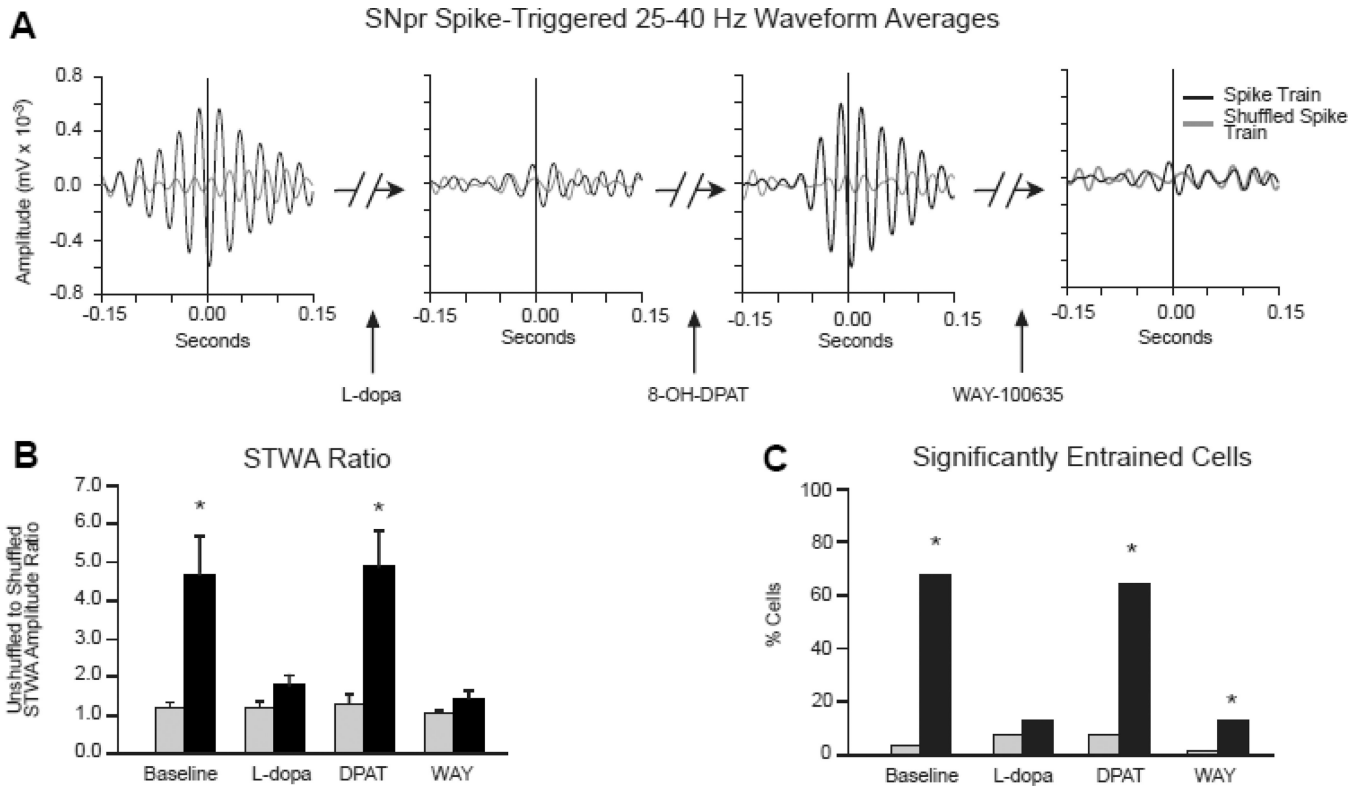 A
SNpr Spike-Triggered 25-40 Hz Waveform Averages
Amplitude (mV x 10-3)
0.8
0.4
0.0
-0.4
-0.8
-0.15
0.00
0.15
Seconds
-0.15
0.00
0.15
Seconds
-0.15
0.00
0.15
Seconds
-0.15
0.00
0.15
Seconds
Spike Train
Shuffled Spike
Train
L-dopa
8-OH-DPAT
WAY-100635
B
STWA Ratio
Unshuffled to Shuffled
STWA Amplitude Ratio
7.0
6.0
5.0
4.0
3.0
2.0
1.0
0.0
*
*
Baseline
L-dopa
DPAT
WAY
C
Significantly Entrained Cells
% Cells
100
80
60
40
20
0
*
*
*
Baseline
L-dopa
DPAT
WAY